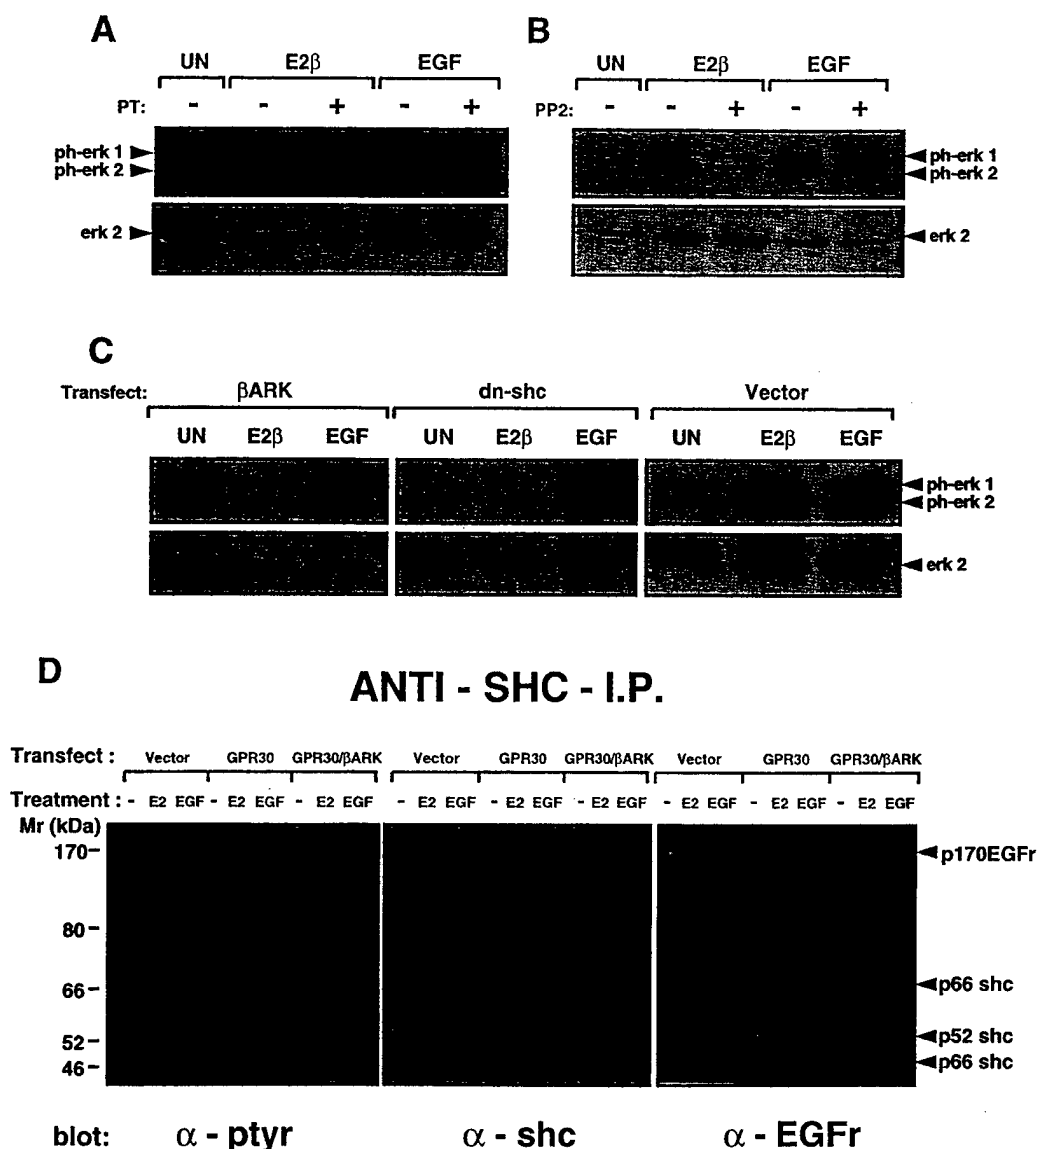 A
UN E2β EGF
PT: - - + - +
ph-erk 1
ph-erk 2
erk 2
B
UN E2β EGF
PP2: - - + - +
ph-erk 1
ph-erk 2
erk 2
C
Transfect: βARK dn-shc Vector
UN E2β EGF UN E2β EGF UN E2β EGF
ph-erk 1
ph-erk 2
erk 2
D
ANTI - SHC - I.P.
Transfect : Vector GPR30 GPR30/βARK Vector GPR30 GPR30/βARK Vector GPR30 GPR30/βARK
Treatment : - E2 EGF - E2 EGF - E2 EGF - E2 EGF - E2 EGF - E2 EGF - E2 EGF - E2 EGF - E2 EGF
Mr (kDa)
170 p170EGFr
80
66 p66 shc
52 p52 shc
46 p66 shc
blot: α - ptyr α - shc α - EGFr